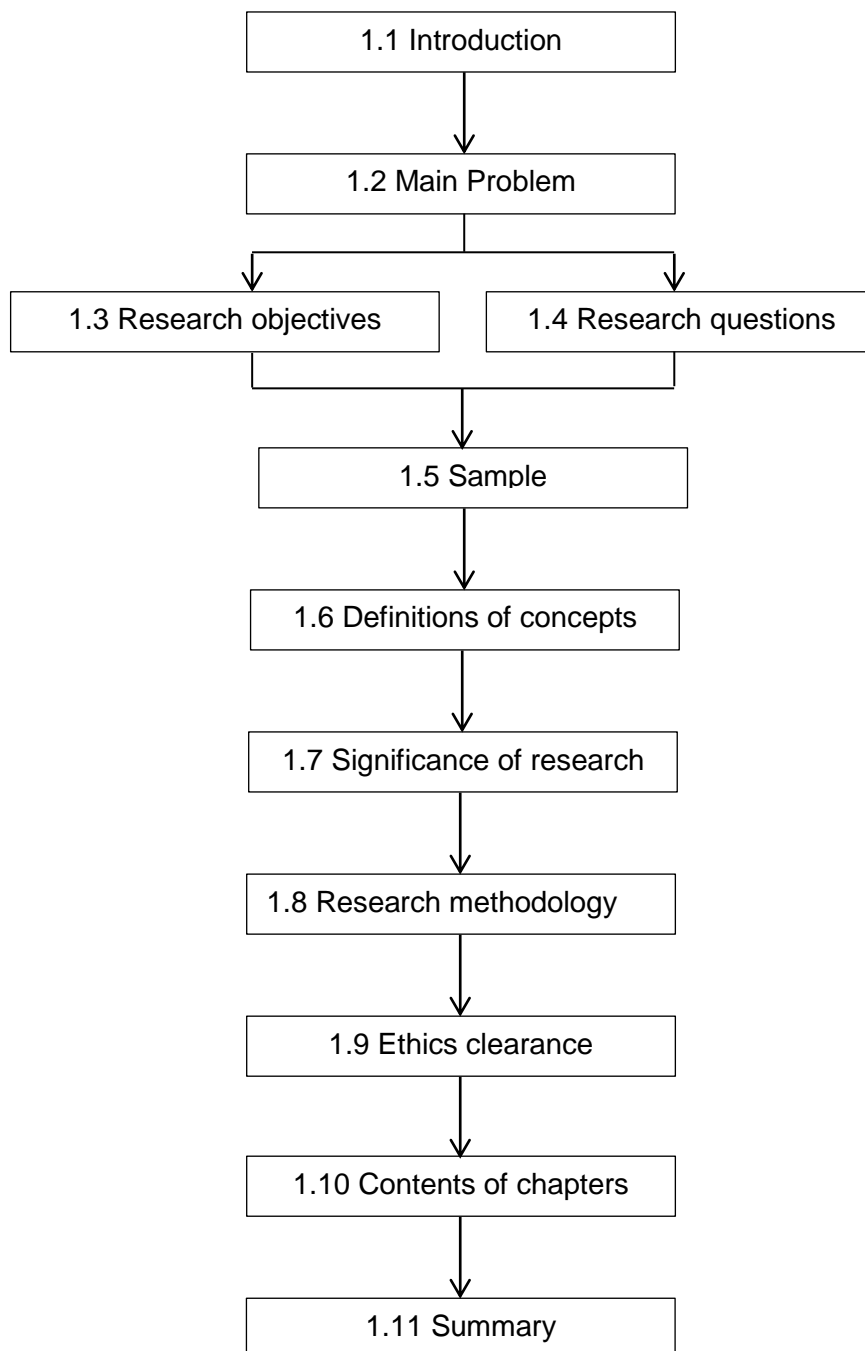 1.1 Introduction
1.2 Main Problem
1.3 Research objectives
1.4 Research questions
1.5 Sample
1.6 Definitions of concepts
1.7 Significance of research
1.8 Research methodology
1.9 Ethics clearance
1.10 Contents of chapters
1.11 Summary